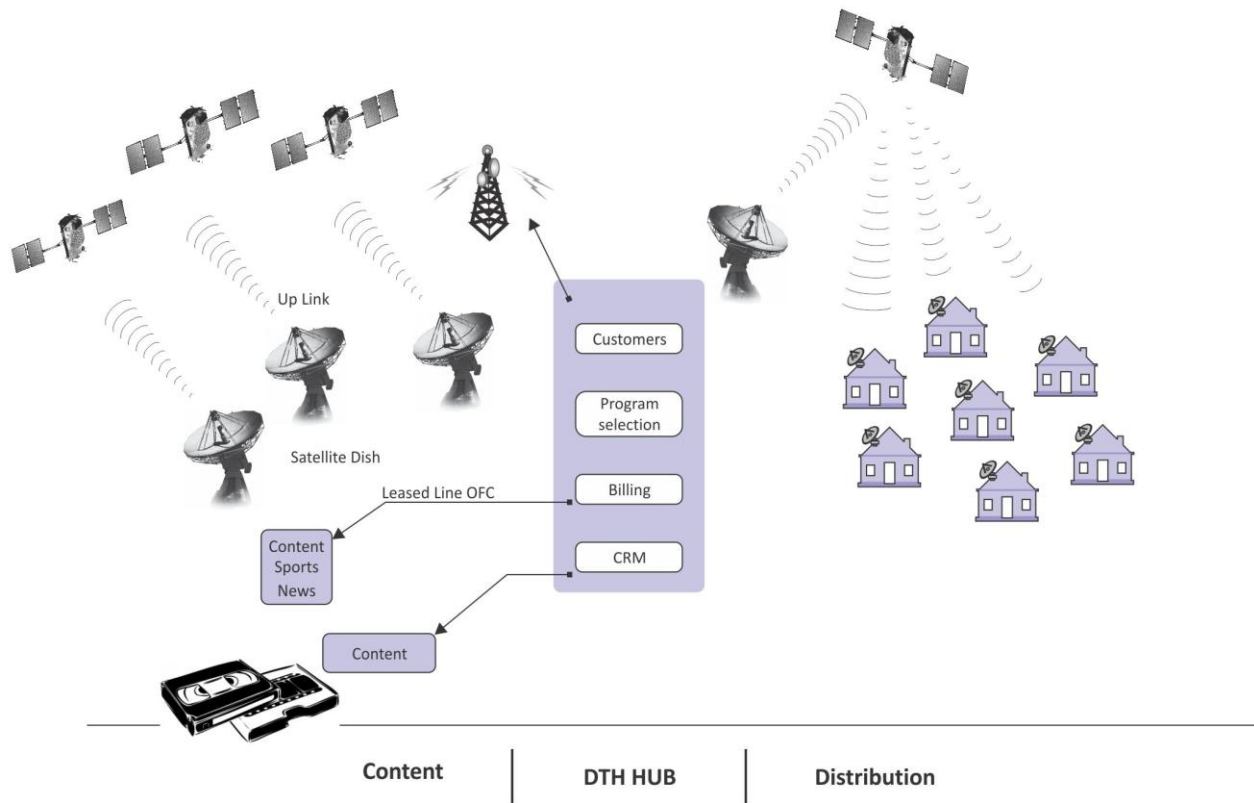 Up Link
Satellite Dish
Leased Line OFC
Content
Sports
News
Content
Customers
Program
selection
Billing
CRM
Content
DTH HUB
Distribution